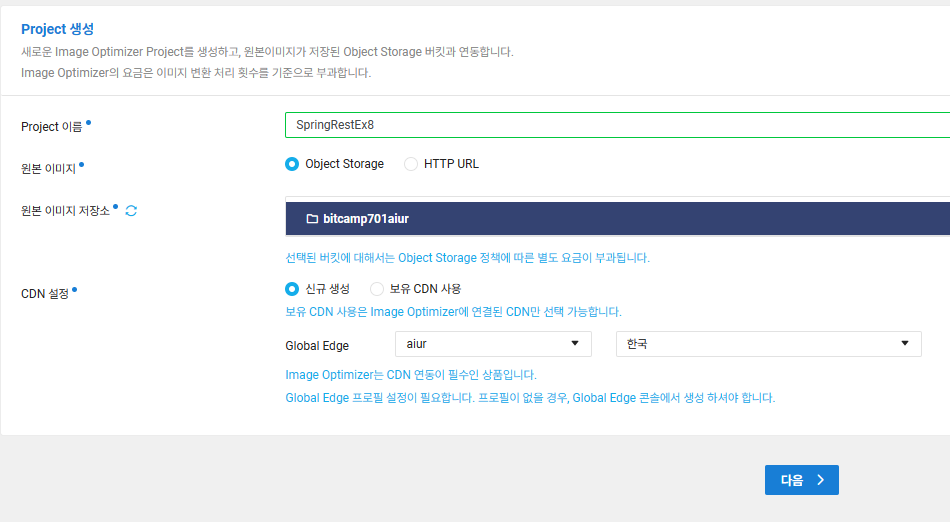 Project 생성
새로운 Image Optimizer Project를 생성하고, 원본이미지가 저장된 Object Storage 버킷과 연동합니다.
Image Optimizer의 요금은 이미지 변환 처리 횟수를 기준으로 부과합니다.
Project 이름
SpringRestEx8
원본 이미지
Object Storage HTTP URL
원본 이미지 저장소
bitcamp701aiur
선택된 버킷에 대해서는 Object Storage 정책에 따른 별도 요금이 부과됩니다.
CDN 설정
신규 생성 보유 CDN 사용
보유 CDN 사용은 Image Optimizer에 연결된 CDN만 선택 가능합니다.
Global Edge aiur 한국
Image Optimizer는 CDN 연동이 필수인 상품입니다.
Global Edge 프로필 설정이 필요합니다. 프로필이 없을 경우, Global Edge 콘솔에서 생성 하셔야 합니다.
다음